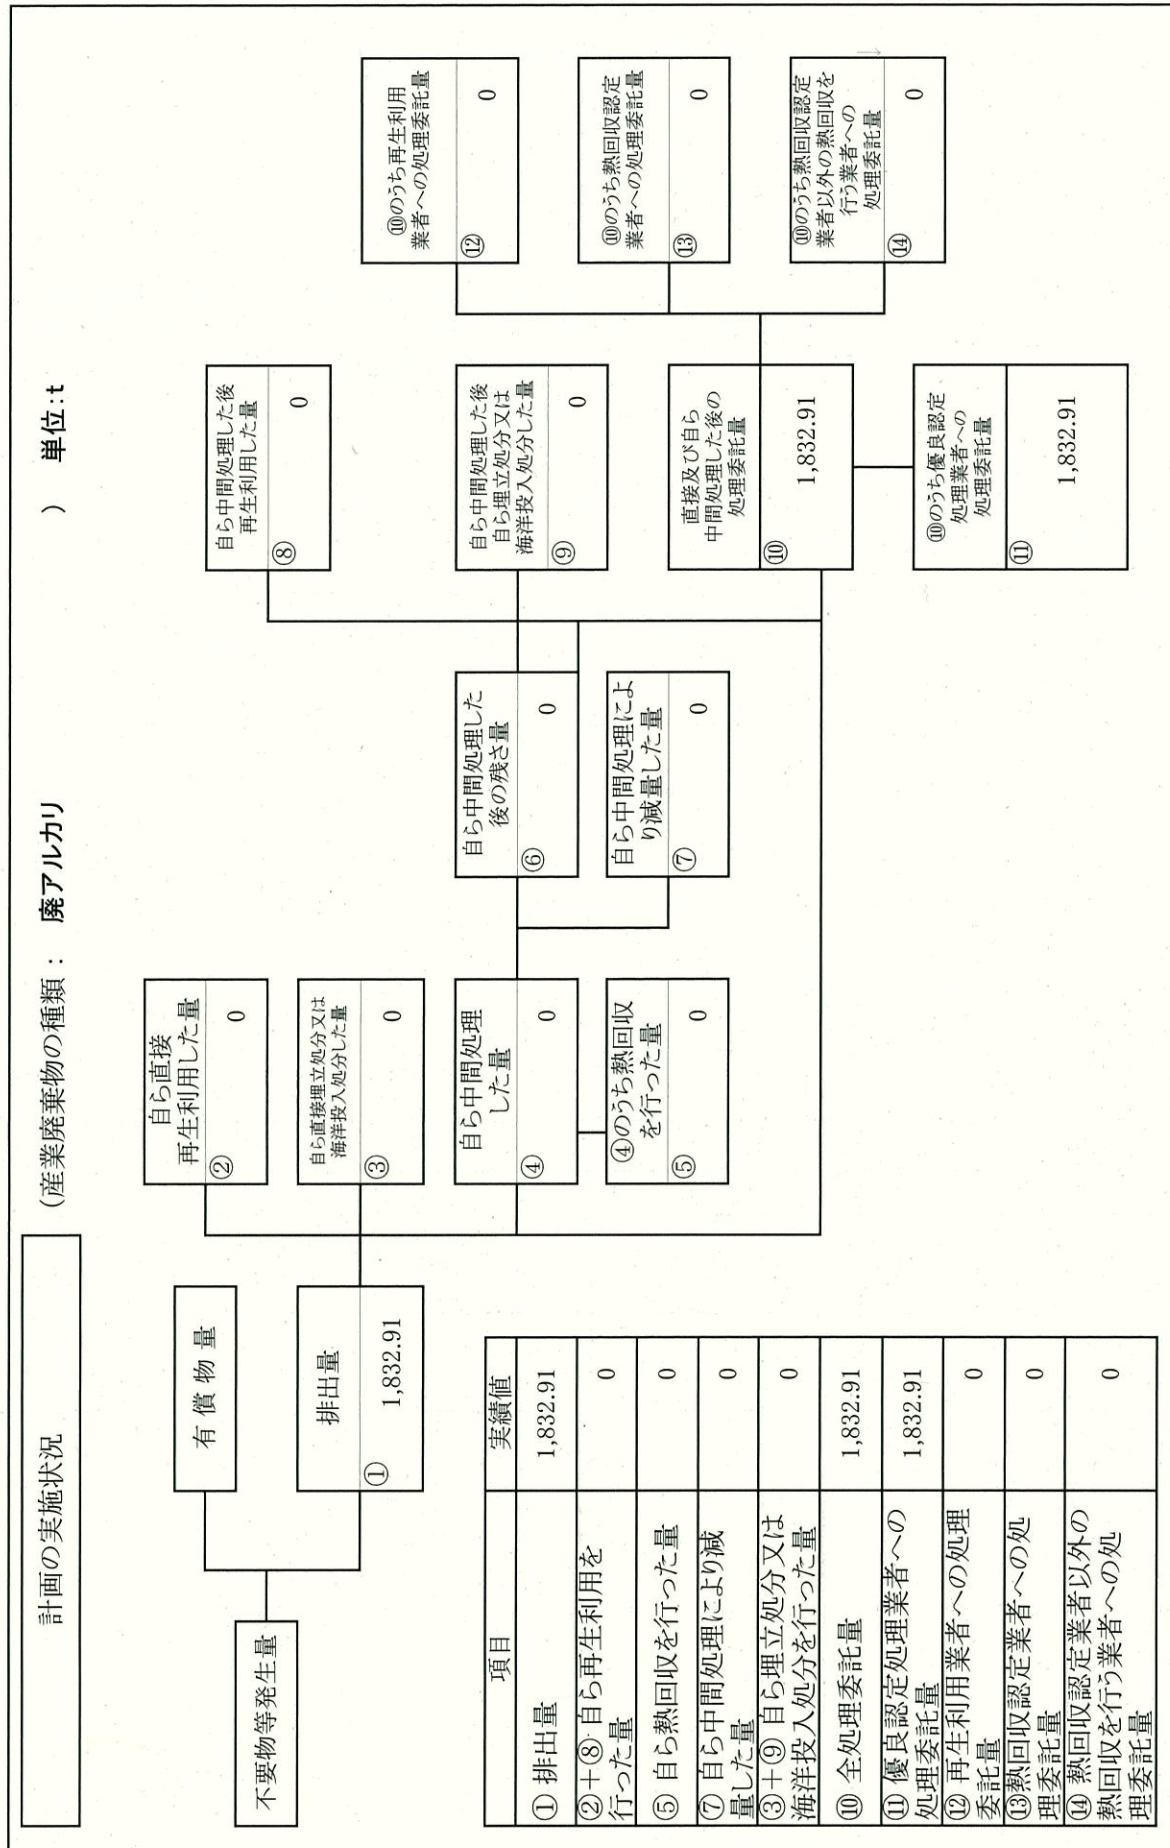 計画の実施状況
(産業廃棄物の種類： 廃アルカリ ) 単位:t
不要物等発生量
有 償 物 量
排出量
① 1,832.91
自ら直接
再生利用した量
② 0
自ら直接埋立処分又は
海洋投入処分した量
③ 0
自ら中間処理
した量
④ 0
④のうち熱回収
を行った量
⑤ 0
自ら中間処理した
後の残さ量
⑥ 0
自ら中間処理によ
り減量した量
⑦ 0
自ら中間処理した後
再生利用した量
⑧ 0
自ら中間処理した後
自ら埋立処分又は
海洋投入処分した量
⑨ 0
直接及び自ら
中間処理した後の
処理委託量
⑩ 1,832.91
⑩のうち優良認定
処理業者への
処理委託量
⑪ 1,832.91
⑩のうち再生利用
業者への処理委託量
⑫ 0
⑩のうち熱回収認定
業者への処理委託量
⑬ 0
⑩のうち熱回収認定
業者以外の熱回収を
行う業者への
処理委託量
⑭ 0
項目 実績値
① 排出量 1,832.91
②＋⑧ 自ら再生利用を
行った量 0
⑤ 自ら熱回収を行った量 0
⑦ 自ら中間処理により減
量した量 0
③＋⑨ 自ら埋立処分又は
海洋投入処分を行った量 0
⑩ 全処理委託量 1,832.91
⑪ 優良認定処理業者への
処理委託量 1,832.91
⑫ 再生利用業者への処理
委託量 0
⑬熱回収認定業者への処
理委託量 0
⑭ 熱回収認定業者以外の
熱回収を行う業者への処
理委託量 0